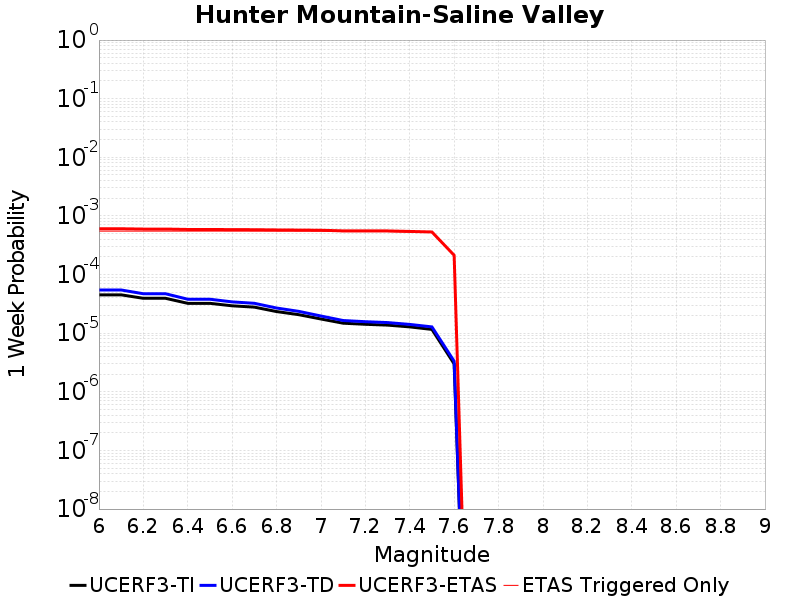 Hunter Mountain-Saline Valley
1 Week Probability
10^0
10^-1
10^-2
10^-3
10^-4
10^-5
10^-6
10^-7
10^-8
6 6.2 6.4 6.6 6.8 7 7.2 7.4 7.6 7.8 8 8.2 8.4 8.6 8.8 9
Magnitude
UCERF3-TI UCERF3-TD UCERF3-ETAS ETAS Triggered Only